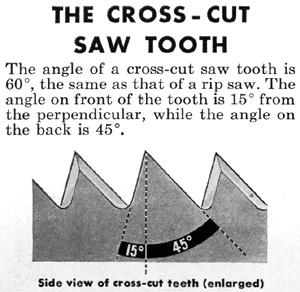 THE CROSS-CUT
SAW TOOTH
The angle of a cross-cut saw tooth is
60°, the same as that of a rip saw. The
angle on front of the tooth is 15° from
the perpendicular, while the angle on
the back is 45°.
15° 45°
Side view of cross-cut teeth (enlarged)